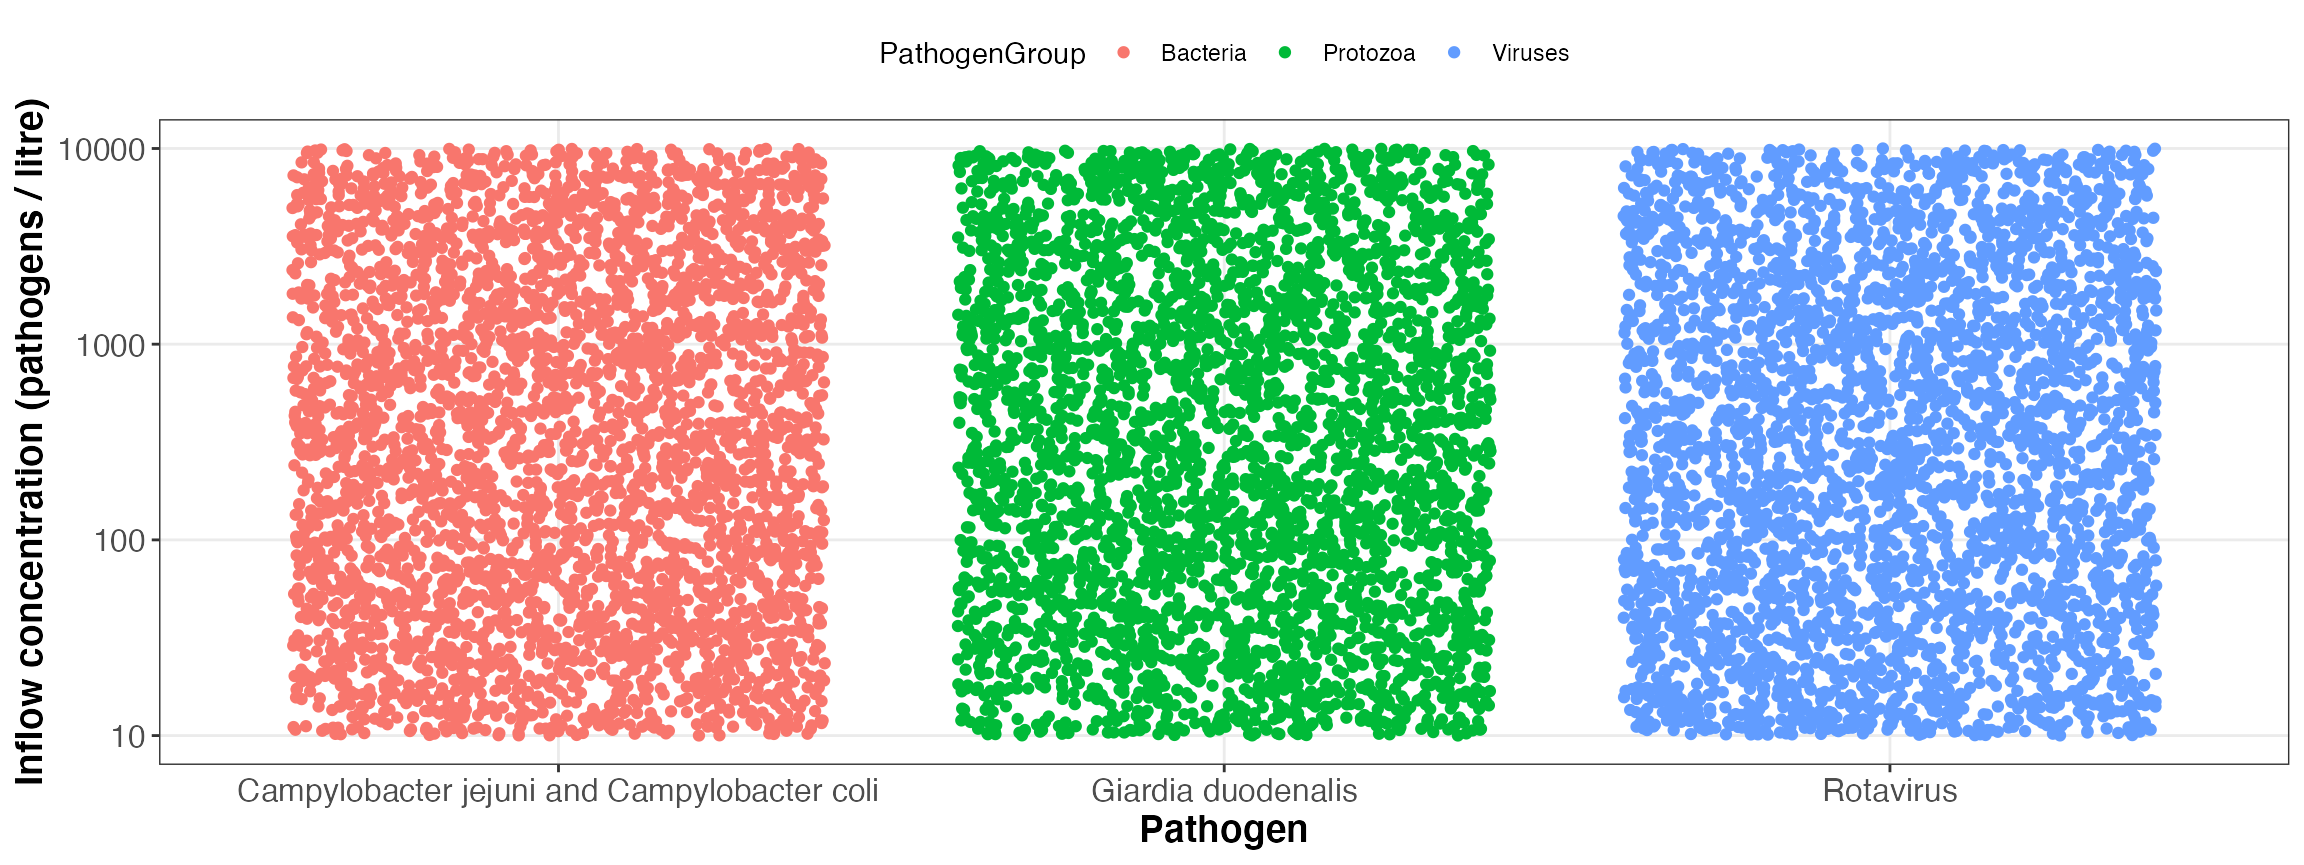 PathogenGroup Bacteria Protozoa Viruses
Inflow concentration (pathogens / litre)
10000
1000
100
10
Campylobacter jejuni and Campylobacter coli Giardia duodenalis Rotavirus
Pathogen